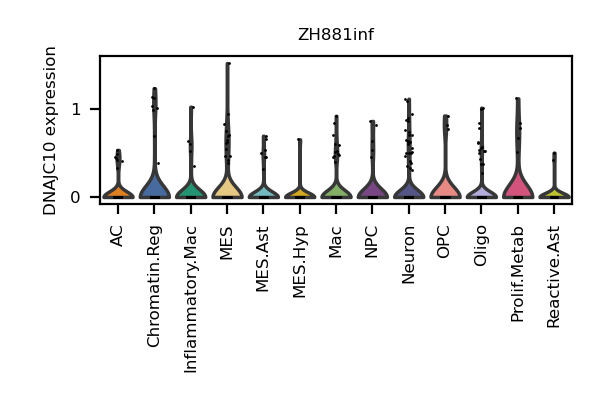 ZH881inf
DNAJC10 expression
1
0
AC
Chromatin.Reg
Inflammatory.Mac
MES
MES.Ast
MES.Hyp
Mac
NPC
Neuron
OPC
Oligo
Prolif.Metab
Reactive.Ast